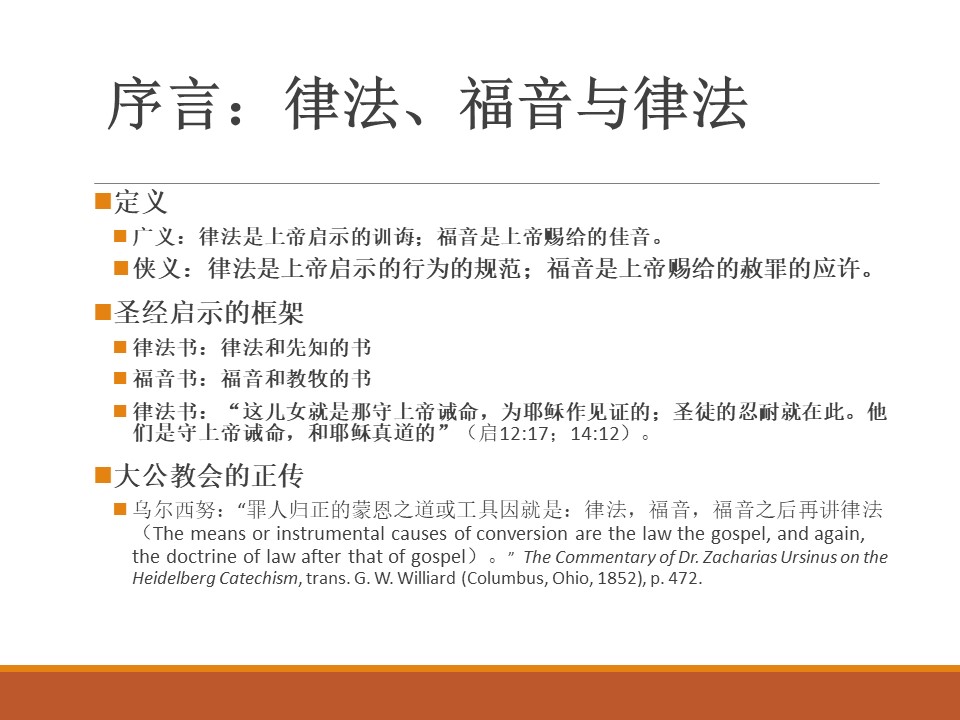 序言：律法、福音与律法
定义
广义：律法是上帝启示的训诲；福音是上帝赐给的佳音。
侠义：律法是上帝启示的行为的规范；福音是上帝赐给的赦罪的应许。
圣经启示的框架
律法书：律法和先知的书
福音书：福音和教牧的书
律法书：“这儿女就是那守上帝诫命，为耶稣作见证的；圣徒的忍耐就在此。他
们是守上帝诫命，和耶稣真道的”（启12:17；14:12）。
大公教会的正传
乌尔西努：“罪人归正的蒙恩之道或工具因就是：律法，福音，福音之后再讲律法
（The means or instrumental causes of conversion are the law the gospel, and again,
the doctrine of law after that of gospel）。” The Commentary of Dr. Zacharias Ursinus on the
Heidelberg Catechism, trans. G. W. Williard (Columbus, Ohio, 1852), p. 472.